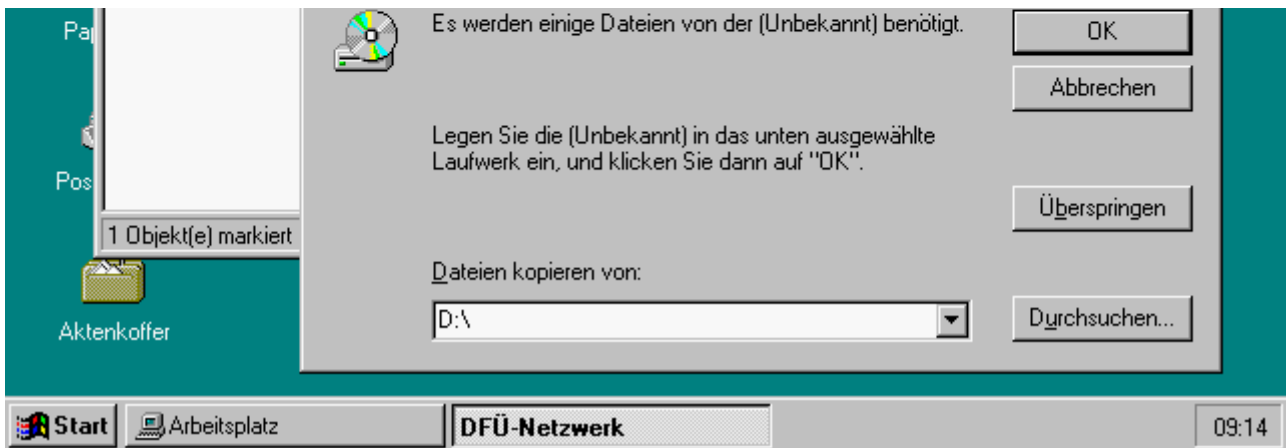 Es werden einige Dateien von der (Unbekannt) benötigt.
OK
Abbrechen
Legen Sie die (Unbekannt) in das unten ausgewählte
Laufwerk ein, und klicken Sie dann auf "OK".
Überspringen
1 Objekt(e) markiert
Dateien kopieren von:
D:\
Durchsuchen...
Aktenkoffer
Start
Arbeitsplatz
DFÜ-Netzwerk
09:14